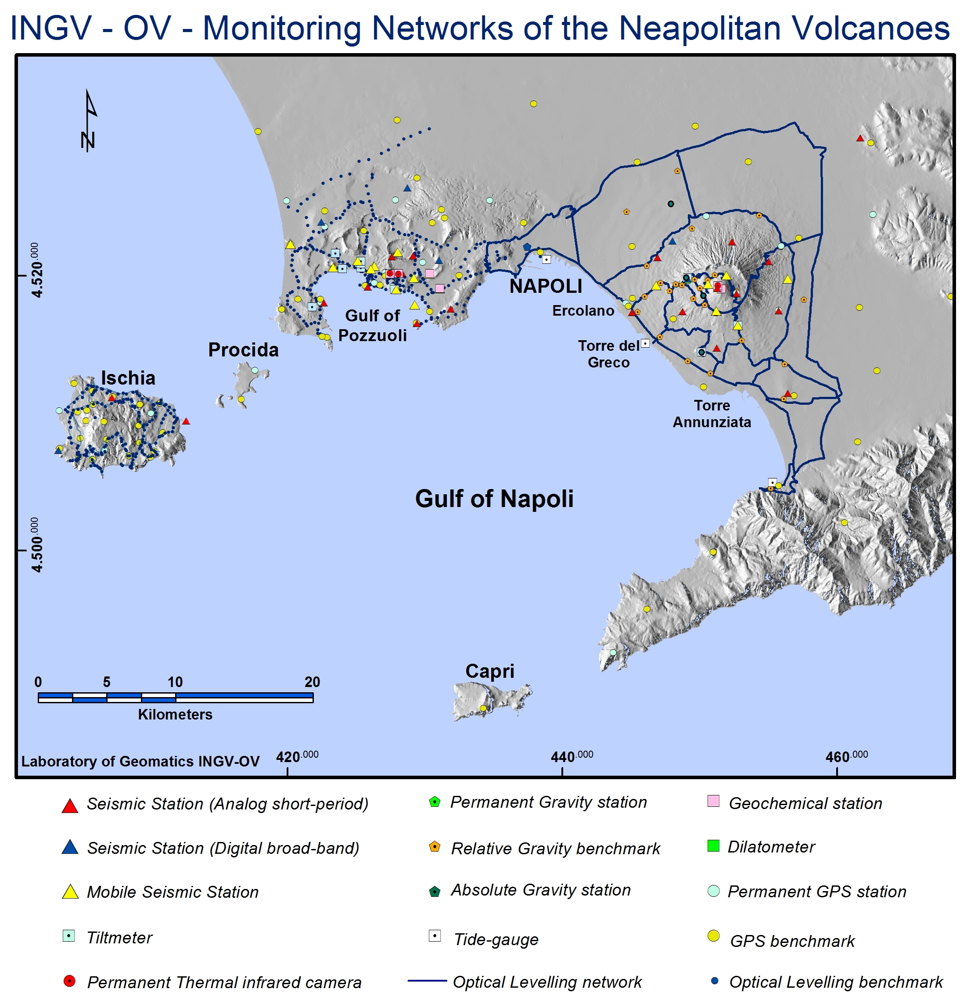 INGV - OV - Monitoring Networks of the Neapolitan Volcanoes
N
4.520.000
NAPOLI
Ercolano
Gulf of
Pozzuoli
Procida
Torre del
Greco
Ischia
Torre
Annunziata
Gulf of Napoli
4.500.000
Capri
0 5 10 20
Kilometers
Laboratory of Geomatics INGV-OV
420.000 440.000 460.000
Seismic Station (Analog short-period)
Permanent Gravity station
Geochemical station
Seismic Station (Digital broad-band)
Relative Gravity benchmark
Dilatometer
Mobile Seismic Station
Absolute Gravity station
Permanent GPS station
Tiltmeter
Tide-gauge
GPS benchmark
Permanent Thermal infrared camera
Optical Levelling network
Optical Levelling benchmark